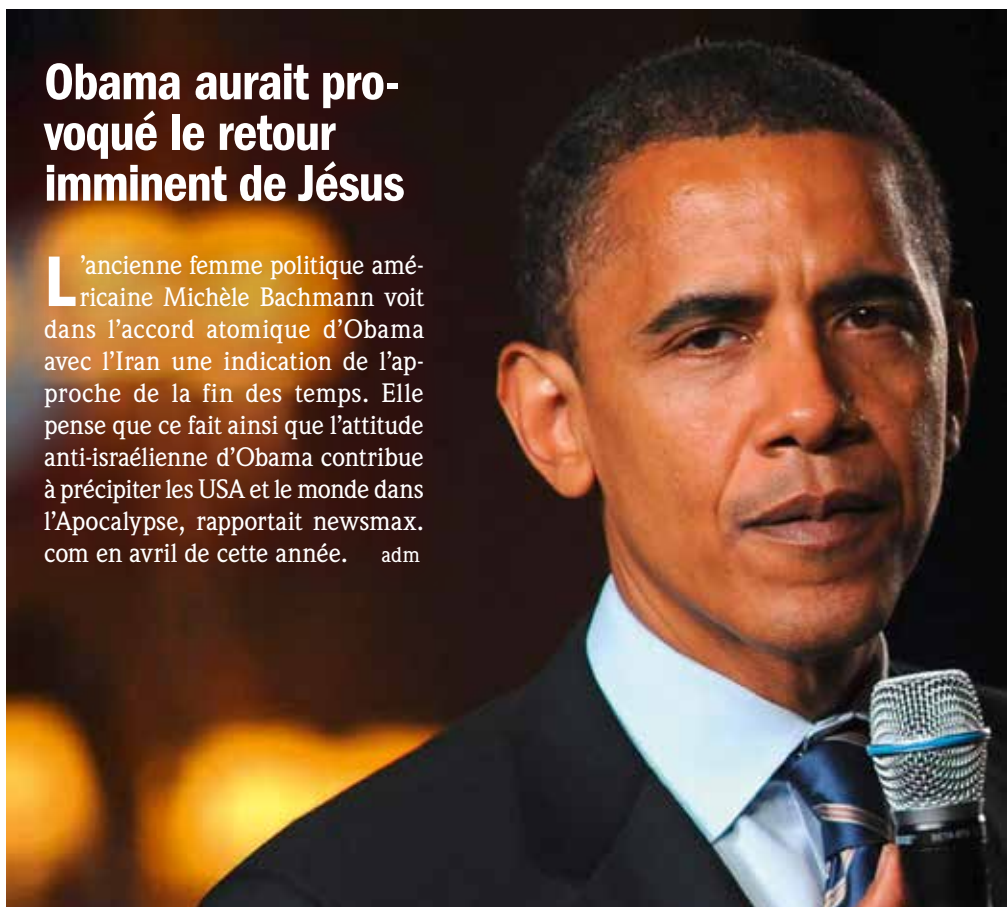 Obama aurait pro-
voqué le retour
imminent de Jésus
L'ancienne femme politique amé-
ricaine Michèle Bachmann voit
dans l'accord atomique d'Obama
avec l'Iran une indication de l'ap-
proche de la fin des temps. Elle
pense que ce fait ainsi que l'attitude
anti-israélienne d'Obama contribue
à précipiter les USA et le monde dans
l'Apocalypse, rapportait newsmax.
com en avril de cette année. adm